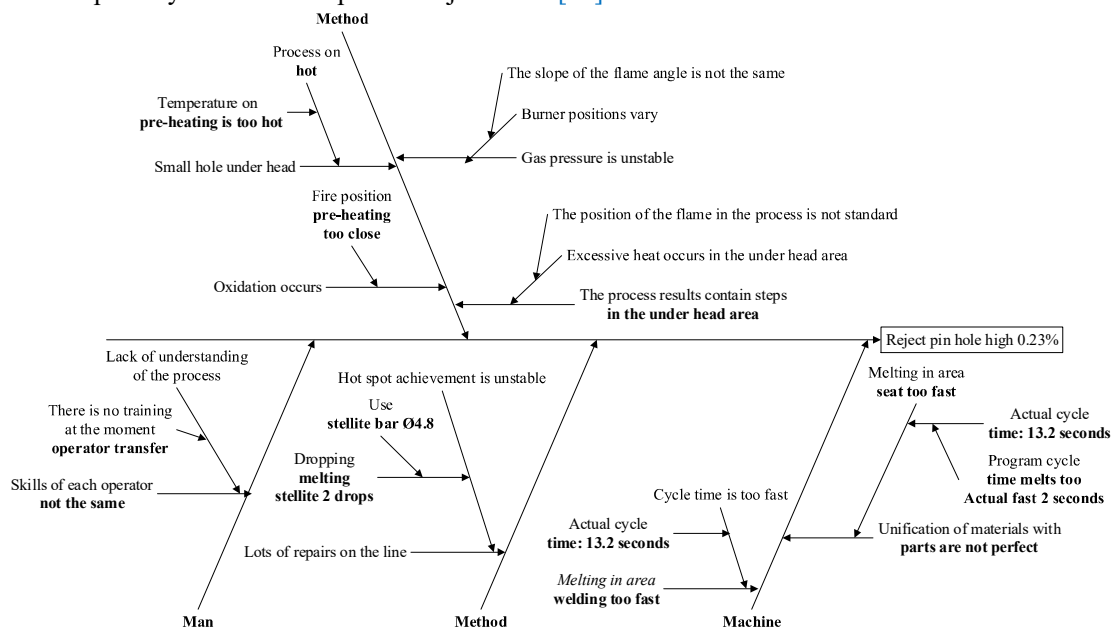 Method
Process on
hot
The slope of the flame angle is not the same
Temperature on
pre-heating is too hot
Burner positions vary
Small hole under head
Gas pressure is unstable
Fire position
pre-heating
too close
The position of the flame in the process is not standard
Excessive heat occurs in the under head area
Oxidation occurs
The process results contain steps
in the under head area
Reject pin hole high 0.23%
Lack of understanding
of the process
There is no training
at the moment
operator transfer
Skills of each operator
not the same
Man
Hot spot achievement is unstable
Use
stellite bar Ø4.8
Dropping
melting
stellite 2 drops
Lots of repairs on the line
Method
Melting in area
seat too fast
Actual cycle
time: 13.2 seconds
Program cycle
time melts too
Actual fast 2 seconds
Cycle time is too fast
Actual cycle
time: 13.2 seconds
Unification of materials with
parts are not perfect
Melting in area
welding too fast
Machine